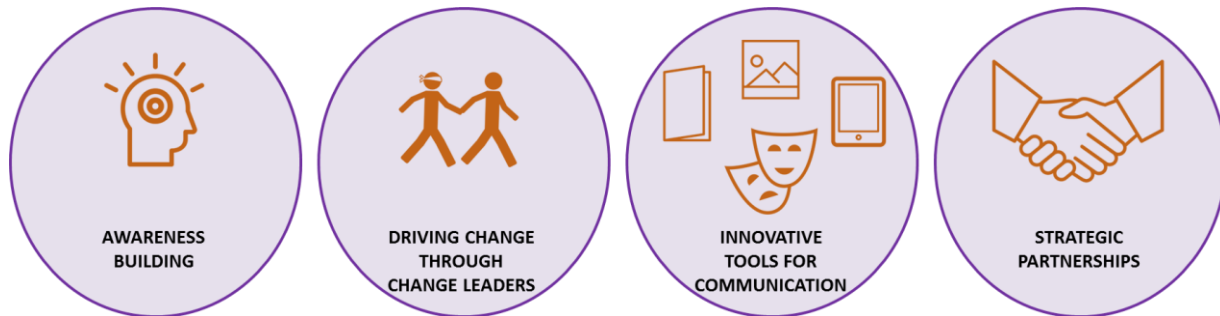 AWARENESS
BUILDING
DRIVING CHANGE
THROUGH
CHANGE LEADERS
INNOVATIVE
TOOLS FOR
COMMUNICATION
STRATEGIC
PARTNERSHIPS